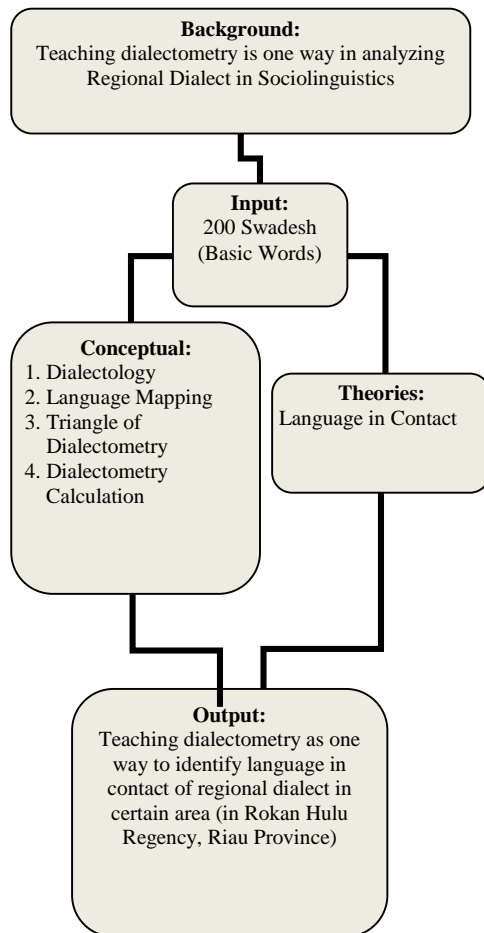 Background:
Teaching dialectometry is one way in analyzing
Regional Dialect in Sociolinguistics
Input:
200 Swadesh
(Basic Words)
Conceptual:
1. Dialectology
2. Language Mapping
3. Triangle of
Dialectometry
4. Dialectometry
Calculation
Theories:
Language in Contact
Output:
Teaching dialectometry as one
way to identify language in
contact of regional dialect in
certain area (in Rokan Hulu
Regency, Riau Province)